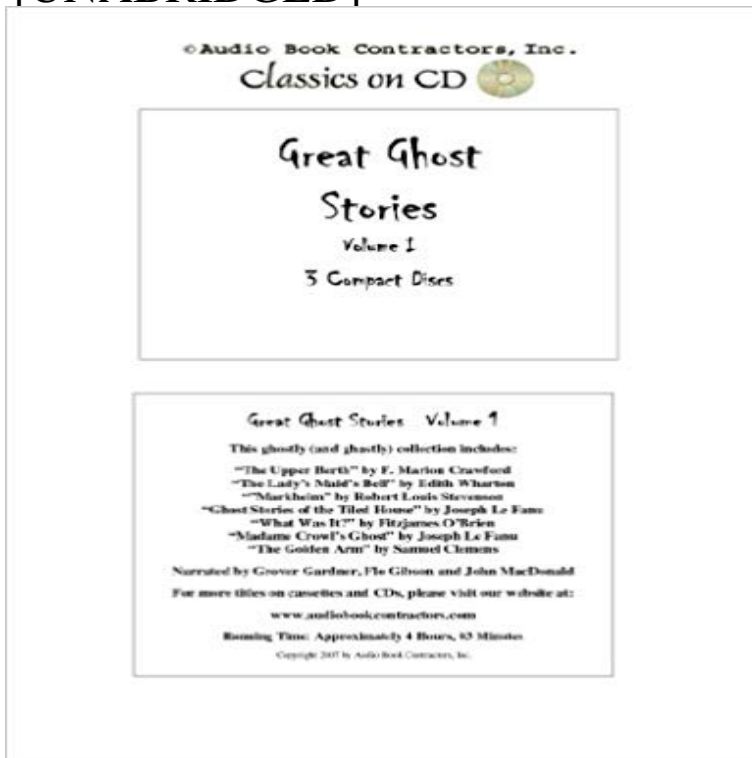 [UNABRIDGED]
©Audio Book Contractors, Inc.
Classics on CD
Great Ghost
Stories
Volume I
3 Compact Discs
Great Ghost Stories Volume 1
This ghostly (and ghastly) collection includes:
"The Upper Berth" by F. Marion Crawford
"The Lady's Maid's Bell" by Edith Wharton
""Markheim" by Robert Louis Stevenson
"Ghost Stories of the Tiled House" by Joseph Le Fanu
"What Was It?" by Fitzjames O'Brien
"Madame Crowl's Ghost" by Joseph Le Fanu
"The Golden Arm" by Samuel Clemens
Narrated by Grover Gardner, Flo Gibson and John MacDonald
For more titles on cassettes and CDs, please visit our website at:
www.audiobookcontractors.com
Running Time: Approximately 4 Hours, Minutes
Copyright 2007 by Audio Book Contractors, Inc.